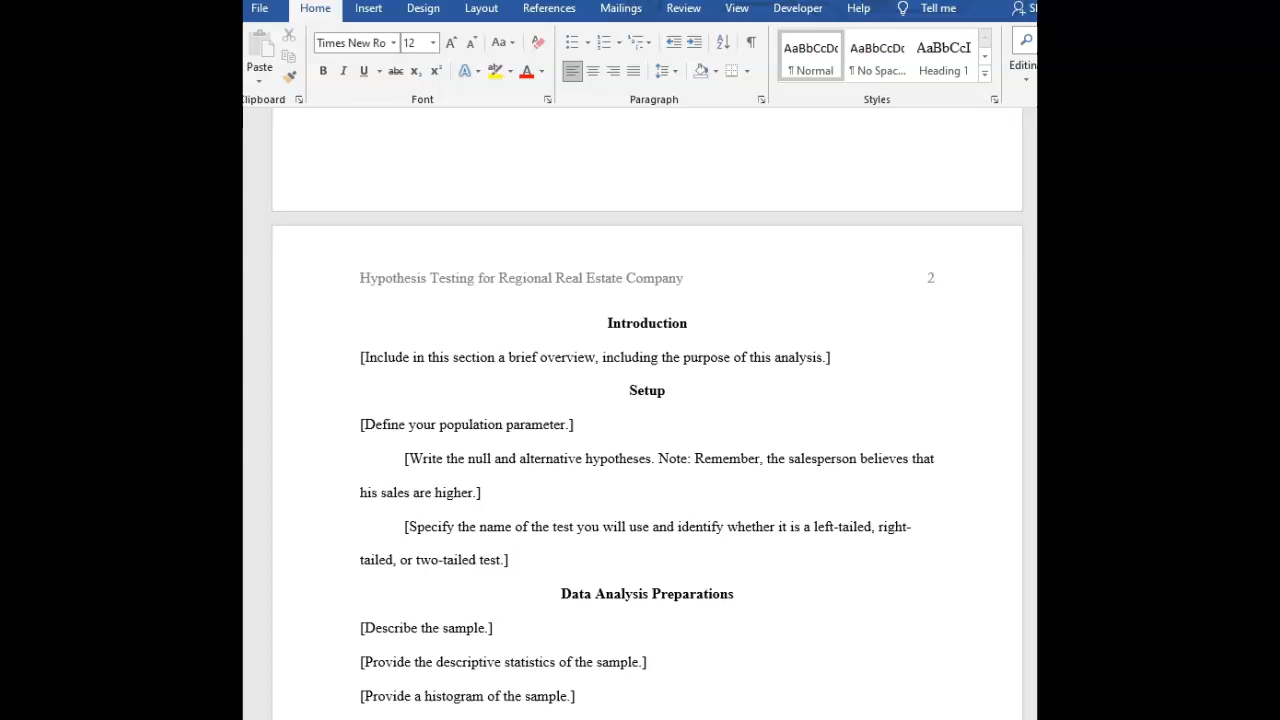 File Home Insert Design Layout References Mailings Review View Developer Help Tell me
Times New Ro 12 Aa
Paste
B I U abc x₂ x² A A
AaBbCcDc AaBbCcDc AaBbCcI
¶ Normal ¶ No Spac... Heading 1
Editin
Clipboard Font Paragraph Styles
Hypothesis Testing for Regional Real Estate Company 2
Introduction
[Include in this section a brief overview, including the purpose of this analysis.]
Setup
[Define your population parameter.]
[Write the null and alternative hypotheses. Note: Remember, the salesperson believes that
his sales are higher.]
[Specify the name of the test you will use and identify whether it is a left-tailed, right-
tailed, or two-tailed test.]
Data Analysis Preparations
[Describe the sample.]
[Provide the descriptive statistics of the sample.]
[Provide a histogram of the sample.]